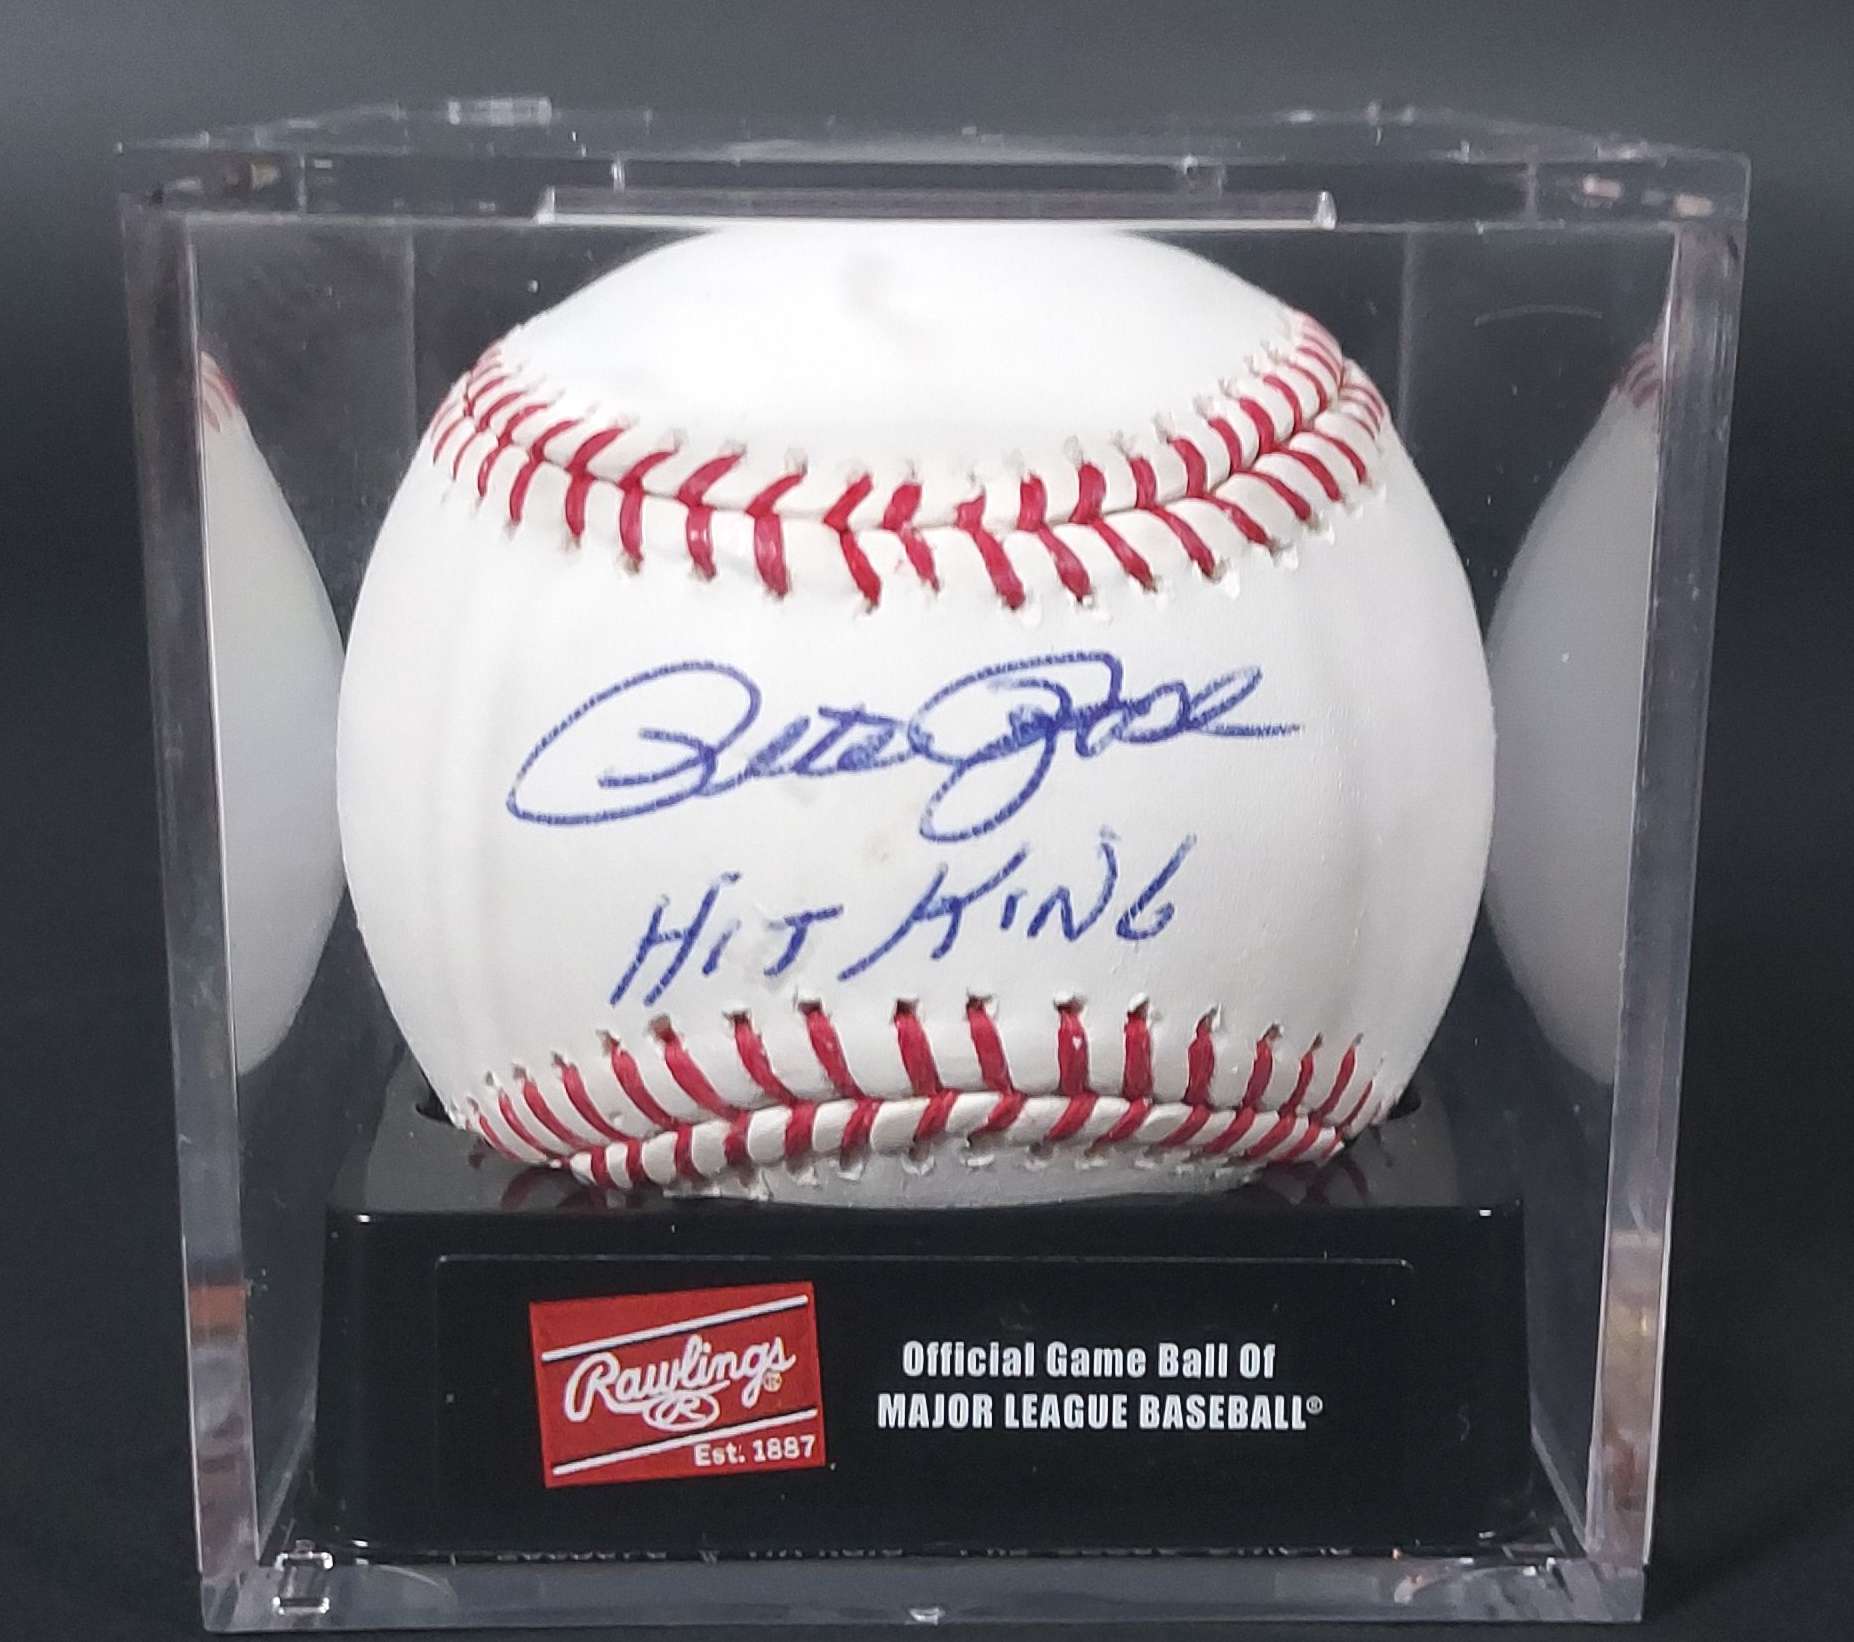 Pete Rose
HIT KING
Rawlings
R
Est. 1887
Official Game Ball Of
MAJOR LEAGUE BASEBALL®